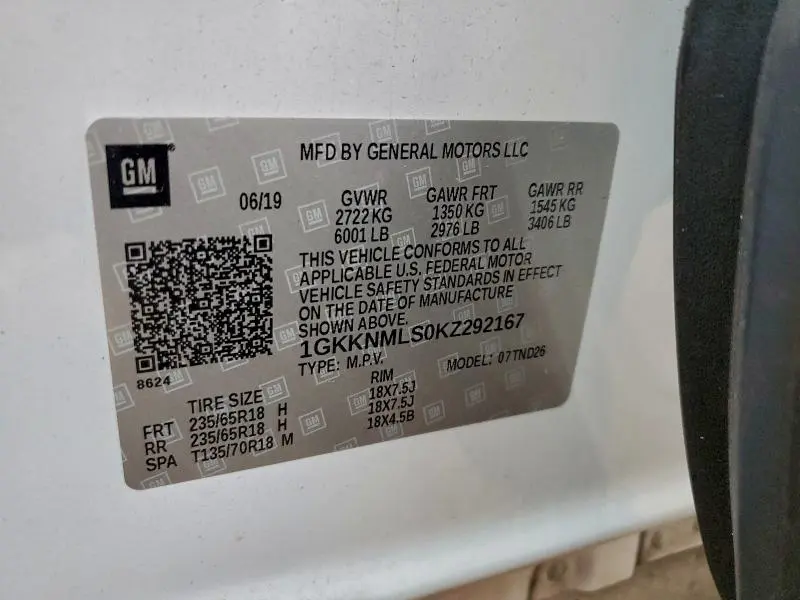 GM
MFD BY GENERAL MOTORS LLC
06/19
GVWR GAWR FRT GAWR RR
2722 KG 1350 KG 1545 KG
6001 LB 2976 LB 3406 LB
THIS VEHICLE CONFORMS TO ALL
APPLICABLE U.S. FEDERAL MOTOR
VEHICLE SAFETY STANDARDS IN EFFECT
ON THE DATE OF MANUFACTURE
SHOWN ABOVE.
1GKKNMLS0KZ292167
TYPE: M.P.V. MODEL: 07TND26
8624
TIRE SIZE RIM
FRT 235/65R18 H 18X7.5J
RR 235/65R18 H 18X7.5J
SPA T135/70R18 M 18X4.5B